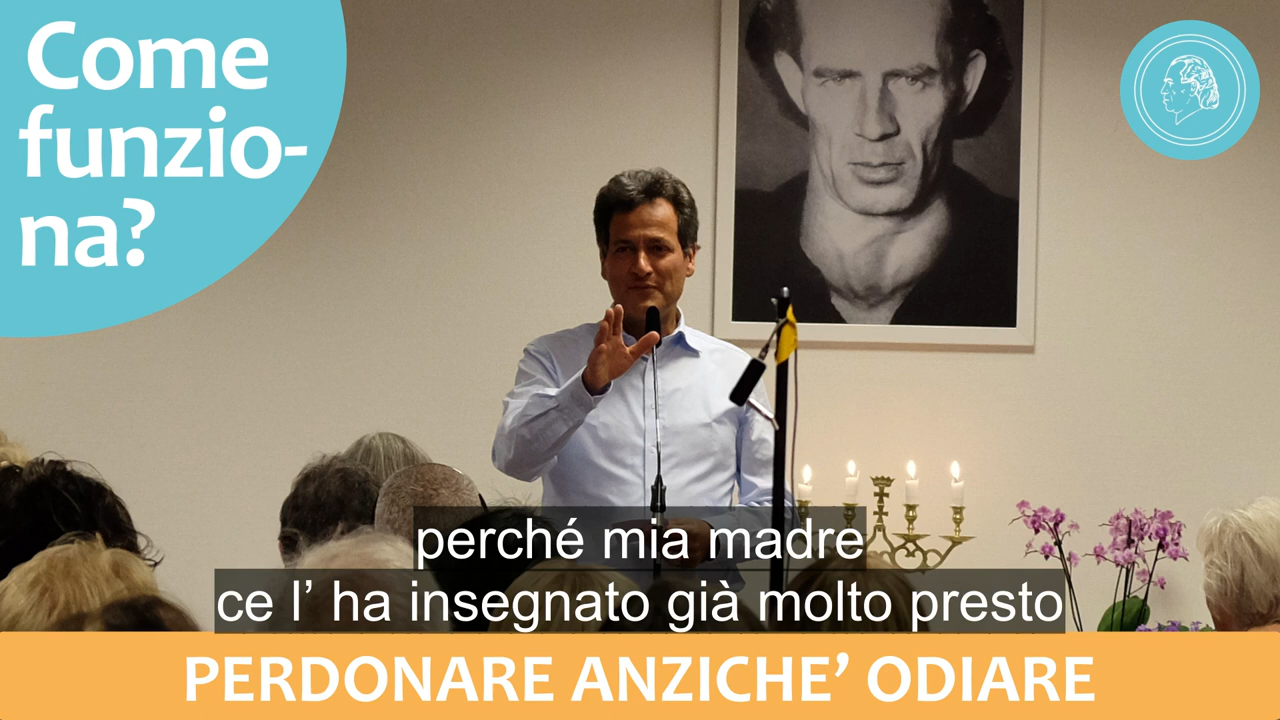 Come
funzio-
na?
perché mia madre
ce l’ ha insegnato già molto presto
PERDONARE ANZICHE’ ODIARE